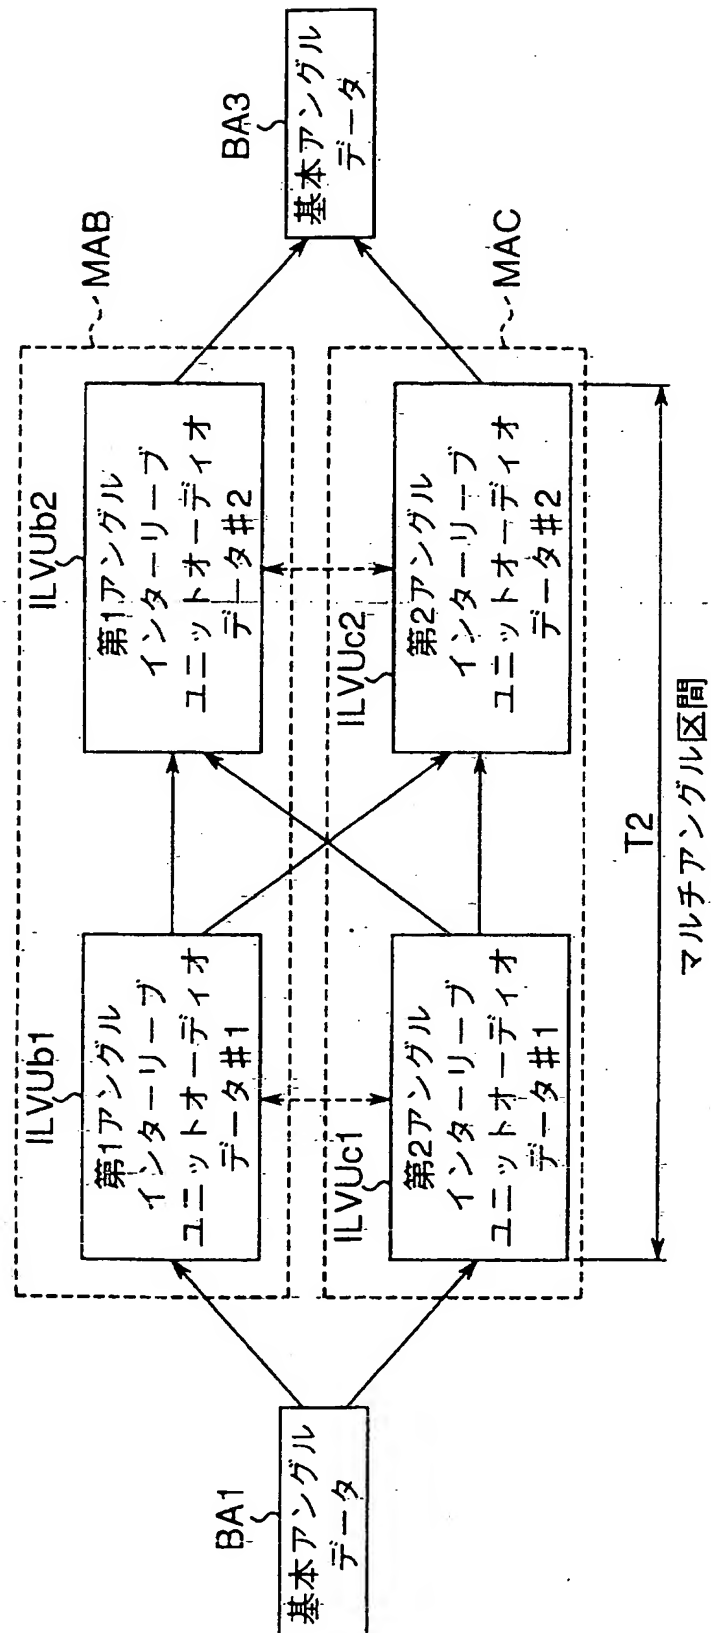 BA1
基本アングル
データ
MAB
ILVUb1
第1アングル
インターリーブ
ユニットオーディオ
データ#1
ILVUb2
第1アングル
インターリーブ
ユニットオーディオ
データ#2
BA3
基本アングル
データ
MAC
ILVUc1
第2アングル
インターリーブ
ユニットオーディオ
データ#1
ILVUc2
第2アングル
インターリーブ
ユニットオーディオ
データ#2
T2
マルチアングル区間